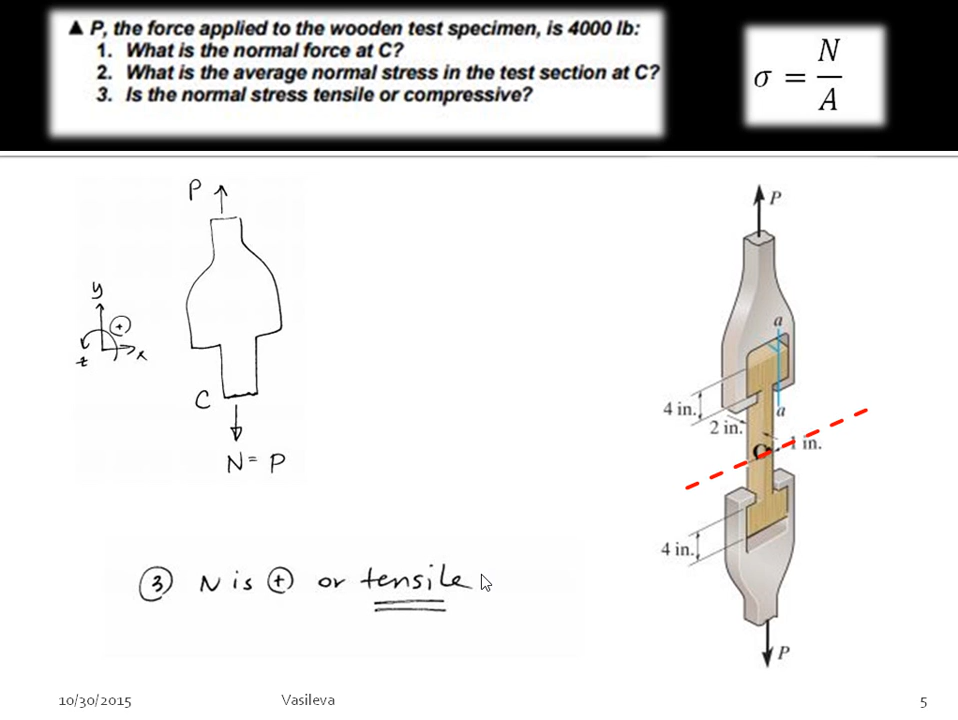 ▲ P, the force applied to the wooden test specimen, is 4000 lb:
1. What is the normal force at C?
2. What is the average normal stress in the test section at C?
3. Is the normal stress tensile or compressive?
σ = N/A
P
y
+
x
z
C
N = P
③ N is ⊕ or tensile
P
a
4 in.
a
2 in.
C
1 in.
4 in.
P
10/30/2015 Vasileva 5